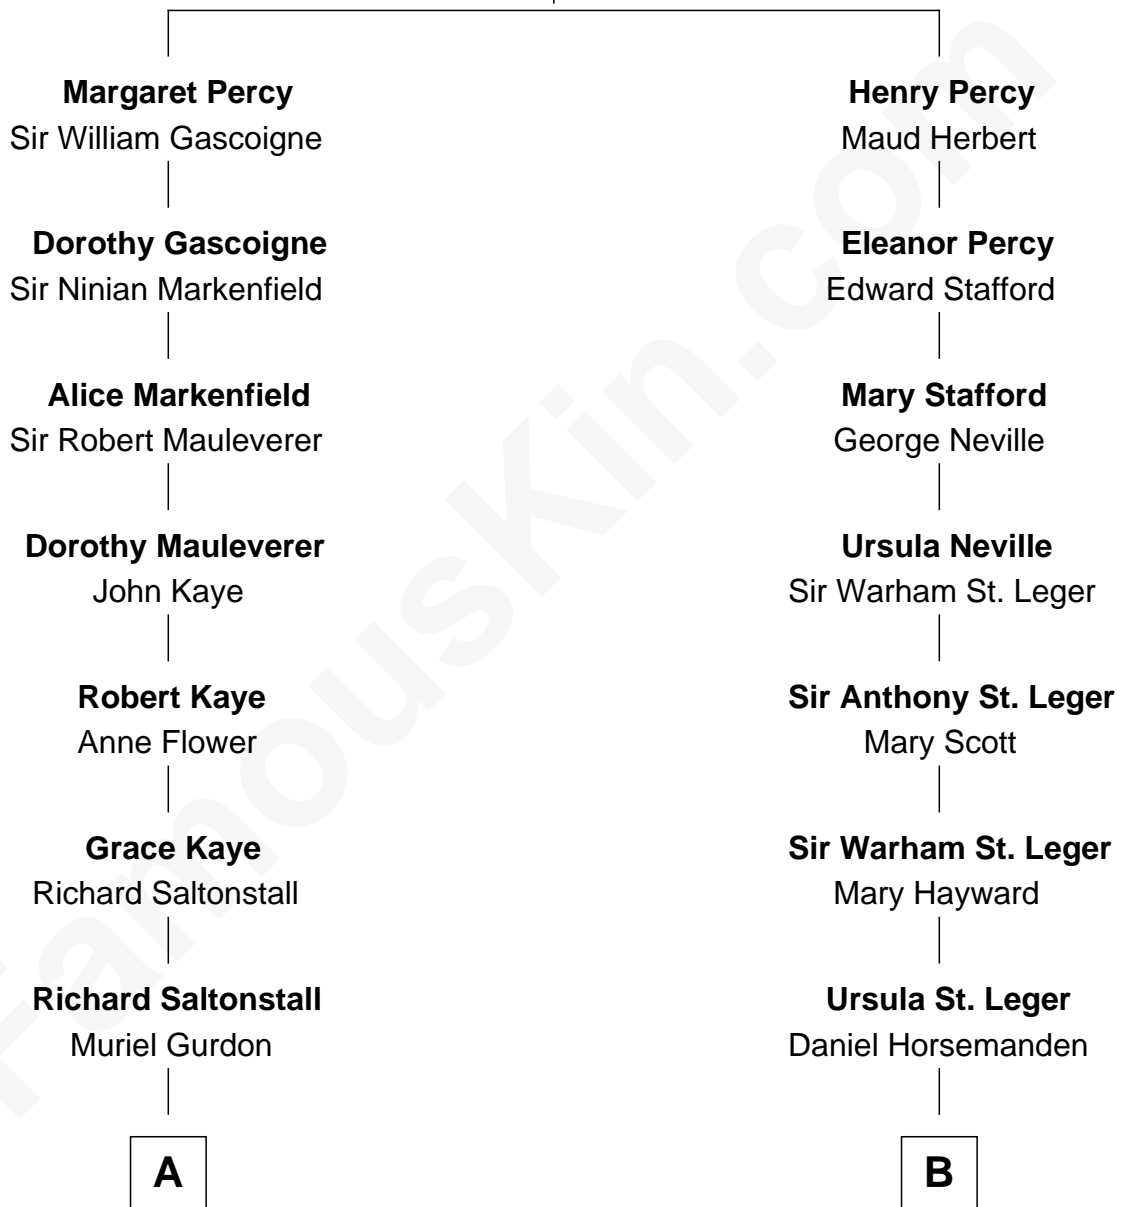 Margaret Percy
Sir William Gascoigne
Henry Percy
Maud Herbert
Dorothy Gascoigne
Sir Ninian Markenfield
Eleanor Percy
Edward Stafford
Alice Markenfield
Sir Robert Mauleverer
Mary Stafford
George Neville
Dorothy Mauleverer
John Kaye
Ursula Neville
Sir Warham St. Leger
Robert Kaye
Anne Flower
Sir Anthony St. Leger
Mary Scott
Grace Kaye
Richard Saltonstall
Sir Warham St. Leger
Mary Hayward
Richard Saltonstall
Muriel Gurdon
Ursula St. Leger
Daniel Horsemanden
A
B
FamousKin.com